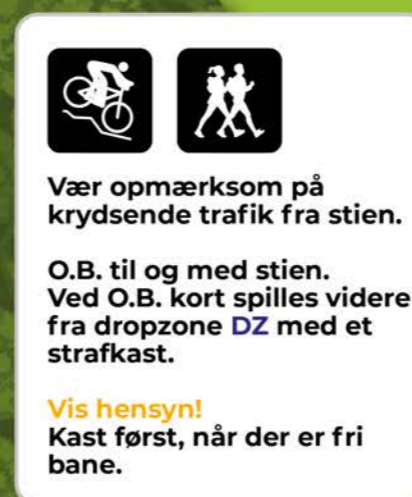 Vær opmærksom på
krydsende trafik fra stien.
O.B. til og med stien.
Ved O.B. kort spilles videre
fra dropzone DZ med et
strafkast.
Vis hensyn!
Kast først, når der er fri
bane.